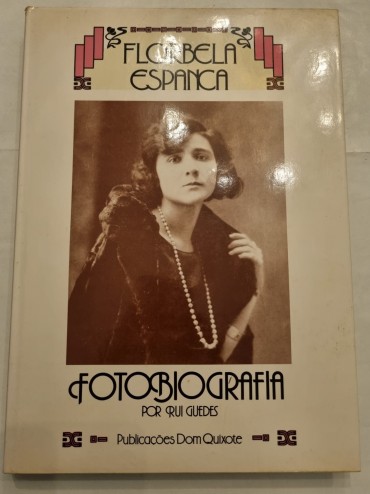 FLORBELA
ESPANCA
FOTOBIOGRAFIA
POR RUI GUEDES
Publicações Dom Quixote